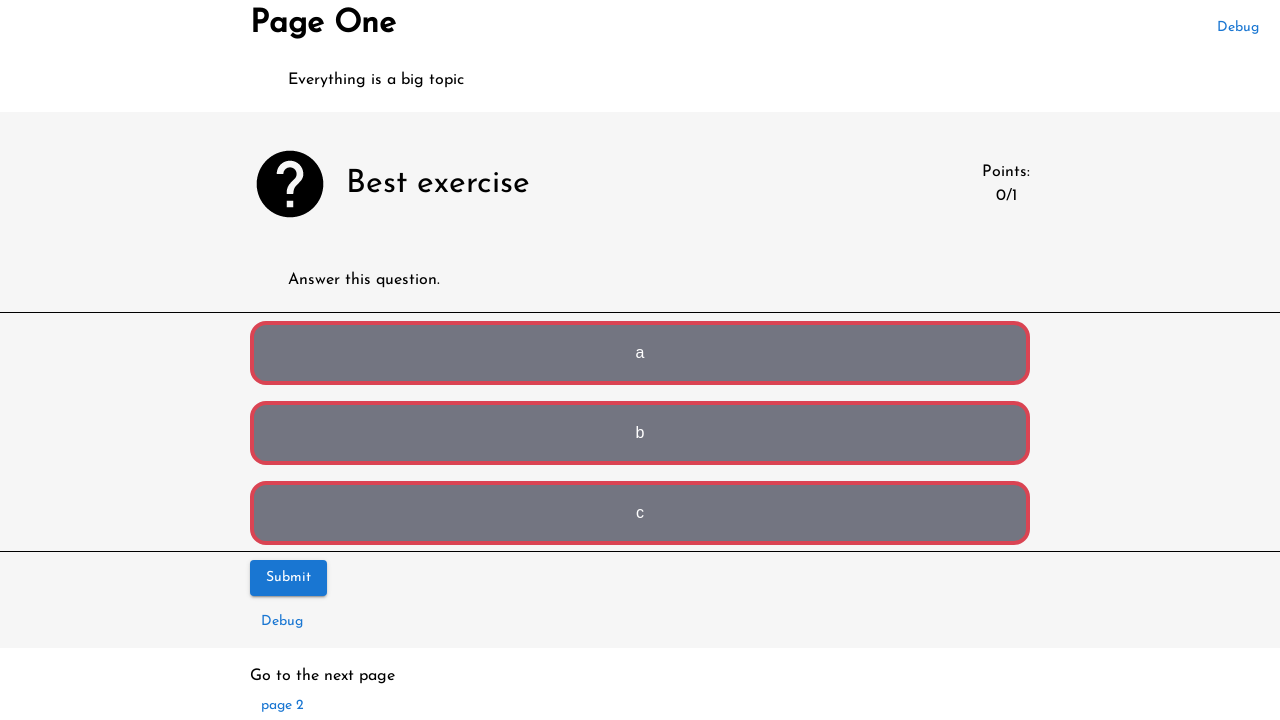 Page One
Debug
Everything is a big topic
Best exercise
Points:
0/1
Answer this question.
a
b
c
Submit
Debug
Go to the next page
page 2